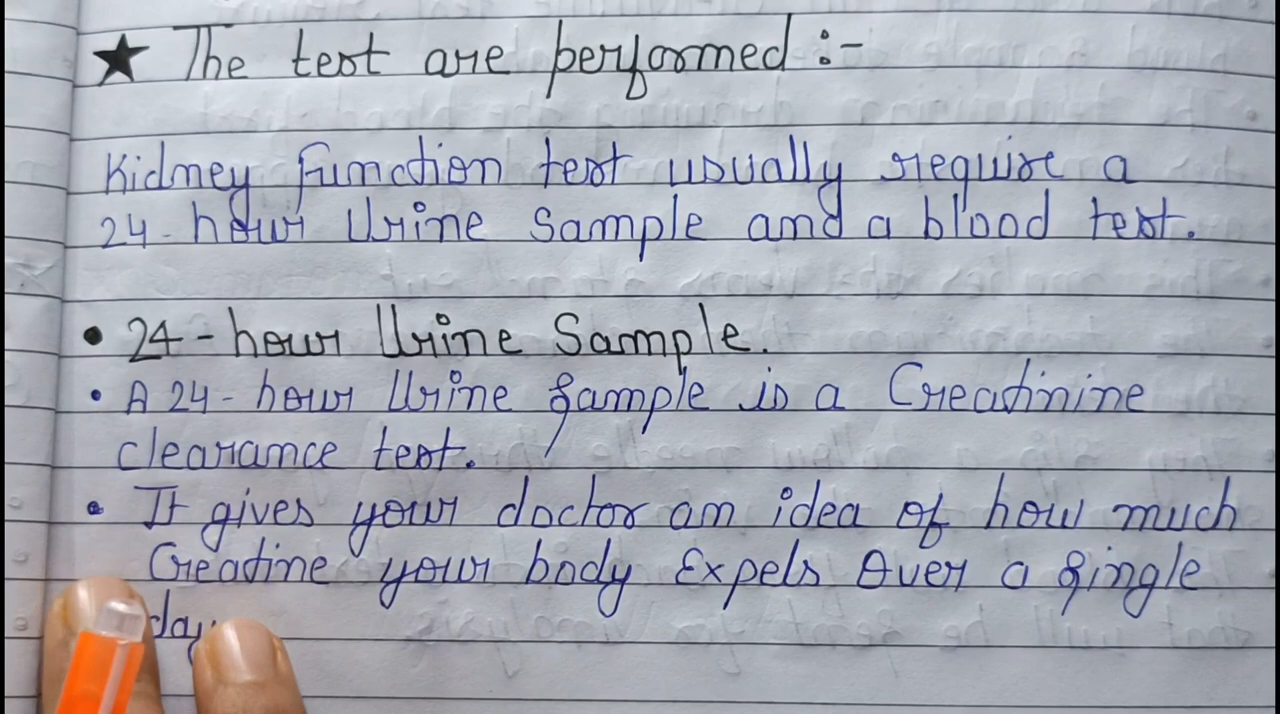 ★ The test are performed :-
Kidney function test usually require a
24-hour Urine Sample and a blood test.
• 24-hour Urine Sample.
• A 24-hour Urine Sample is a Creatinine
clearance test.
• It gives your doctor an idea of how much
Creatine your body Expels Over a Single
day